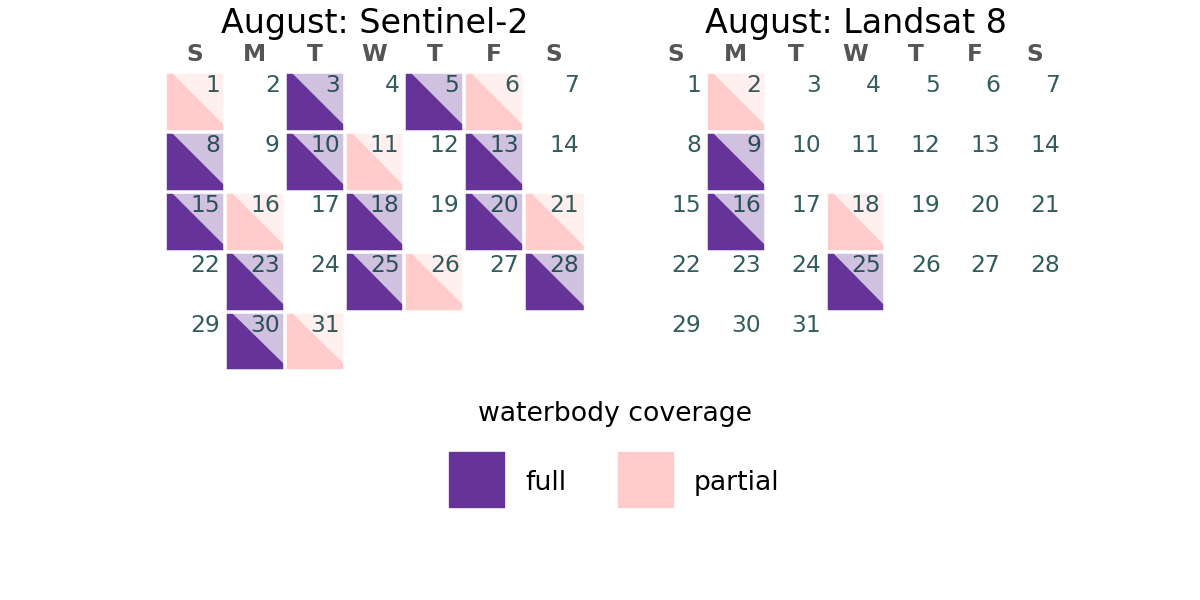 August: Sentinel-2
S M T W T F S
1 2 3 4 5 6 7
8 9 10 11 12 13 14
15 16 17 18 19 20 21
22 23 24 25 26 27 28
29 30 31
August: Landsat 8
S M T W T F S
1 2 3 4 5 6 7
8 9 10 11 12 13 14
15 16 17 18 19 20 21
22 23 24 25 26 27 28
29 30 31
waterbody coverage
full partial